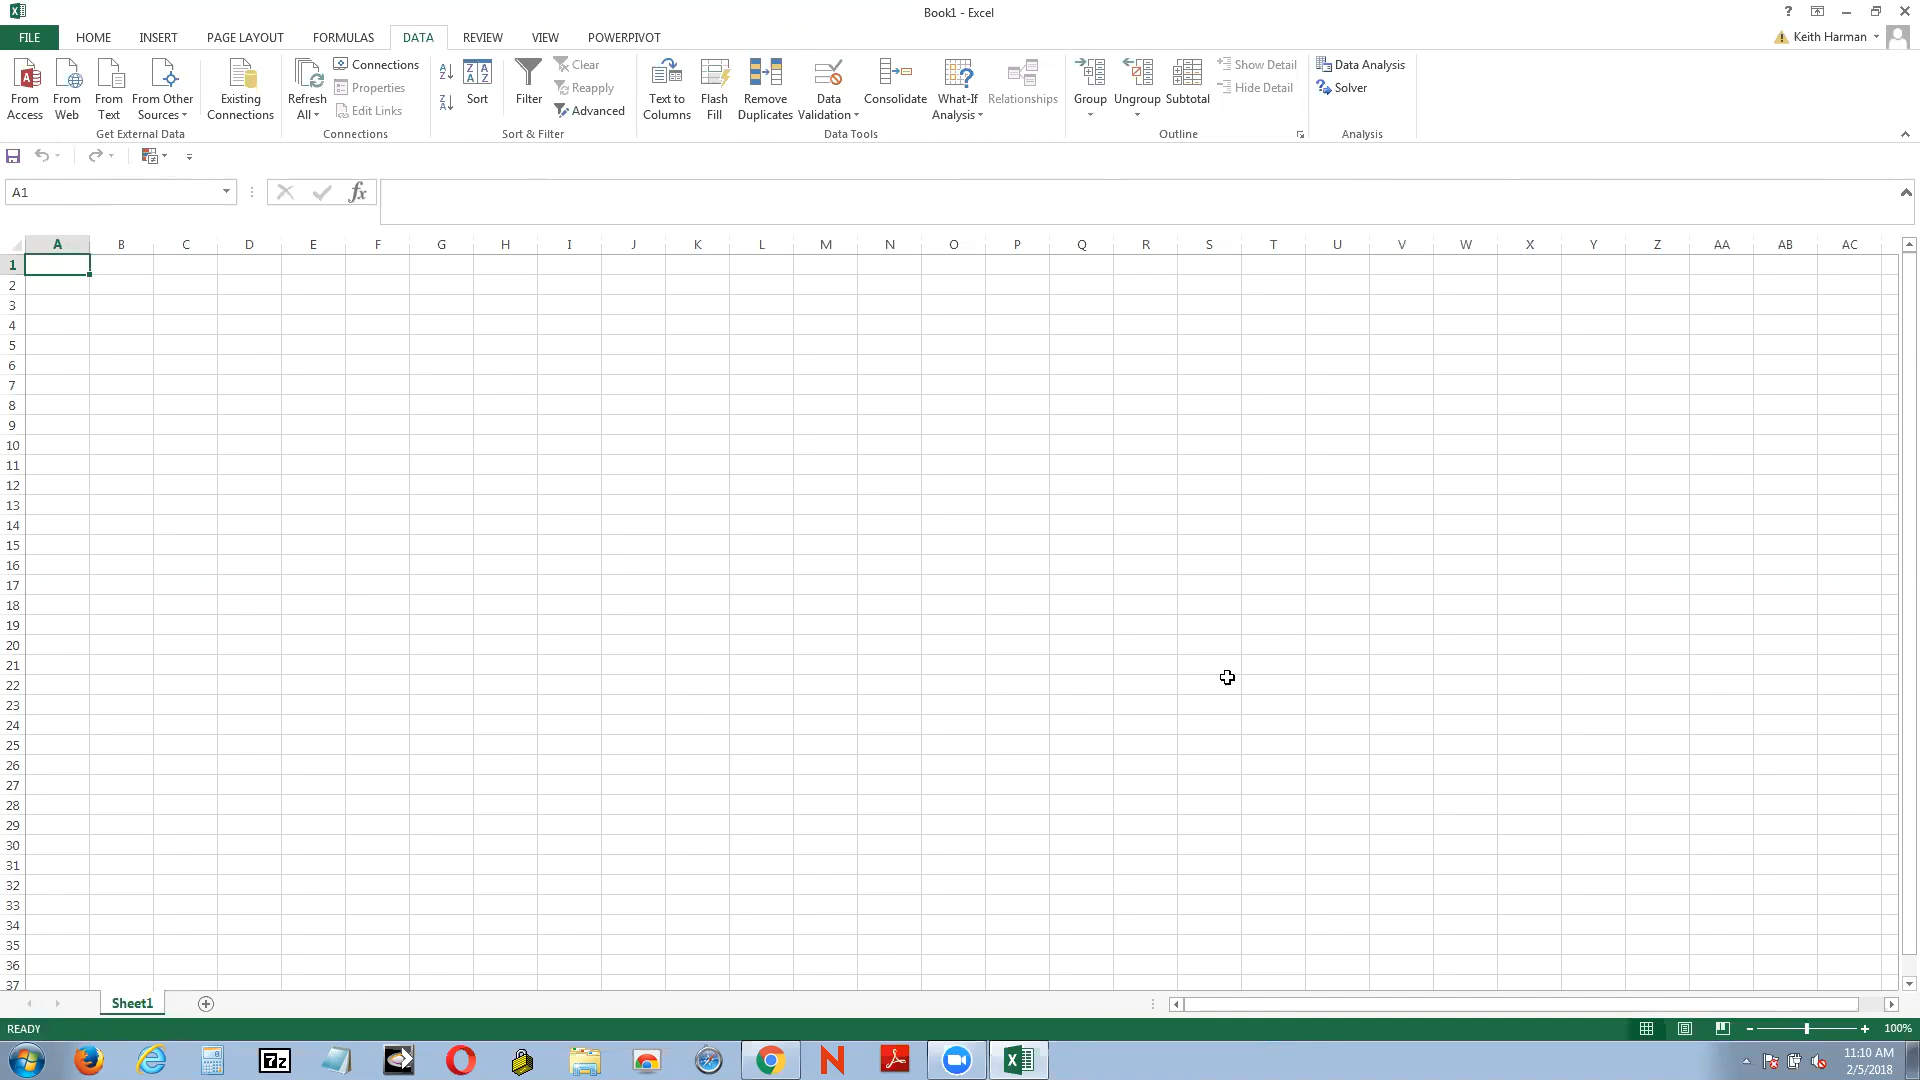 Book1 - Excel
FILE HOME INSERT PAGE LAYOUT FORMULAS DATA REVIEW VIEW POWERPIVOT Keith Harman
From Access From Web From Text From Other Sources Existing Connections
Get External Data
Refresh All Connections Properties Edit Links
Connections
A Z Z A Sort Filter Clear Reapply Advanced
Sort & Filter
Text to Columns Flash Fill Remove Duplicates Data Validation Consolidate What-If Analysis Relationships
Data Tools
Group Ungroup Subtotal Show Detail Hide Detail
Outline
Data Analysis Solver
Analysis
A1 fx
A B C D E F G H I J K L M N O P Q R S T U V W X Y Z AA AB AC
1
2
3
4
5
6
7
8
9
10
11
12
13
14
15
16
17
18
19
20
21
22
23
24
25
26
27
28
29
30
31
32
33
34
35
36
37
Sheet1
READY 100%
7z N 11:10 AM
2/5/2018